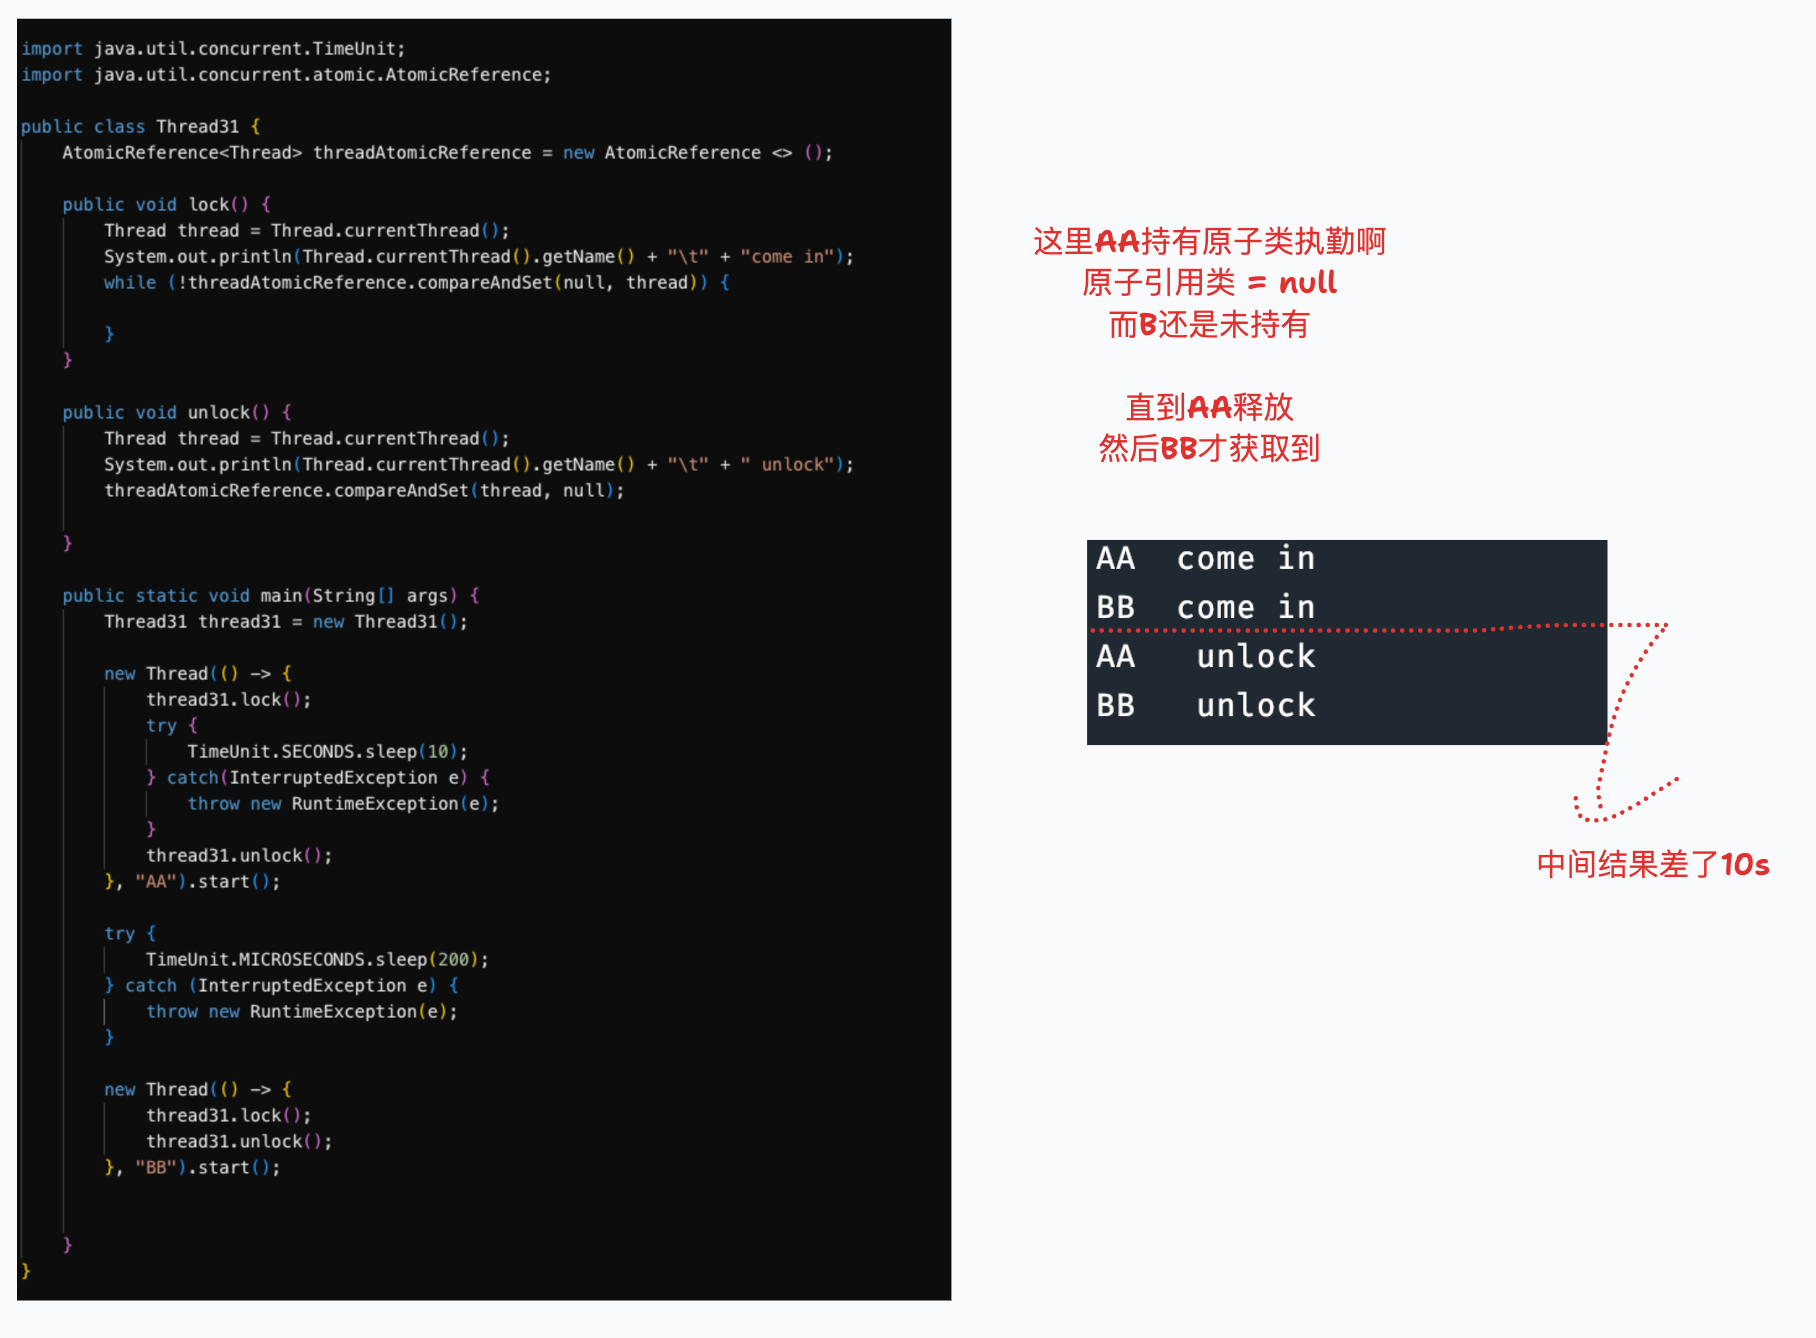 import java.util.concurrent.TimeUnit;
import java.util.concurrent.atomic.AtomicReference;
public class Thread31 {
AtomicReference<Thread> threadAtomicReference = new AtomicReference <> ();
public void lock() {
Thread thread = Thread.currentThread();
System.out.println(Thread.currentThread().getName() + "\t" + "come in");
while (!threadAtomicReference.compareAndSet(null, thread)) {
}
}
public void unlock() {
Thread thread = Thread.currentThread();
System.out.println(Thread.currentThread().getName() + "\t" + " unlock");
threadAtomicReference.compareAndSet(thread, null);
}
public static void main(String[] args) {
Thread31 thread31 = new Thread31();
new Thread(() -> {
thread31.lock();
try {
TimeUnit.SECONDS.sleep(10);
} catch(InterruptedException e) {
throw new RuntimeException(e);
}
thread31.unlock();
}, "AA").start();
try {
TimeUnit.MICROSECONDS.sleep(200);
} catch (InterruptedException e) {
throw new RuntimeException(e);
}
new Thread(() -> {
thread31.lock();
thread31.unlock();
}, "BB").start();
}
}
这里AA持有原子类执勤啊
原子引用类 = null
而B还是未持有
直到AA释放
然后BB才获取到
AA come in
BB come in
AA unlock
BB unlock
中间结果差了10s